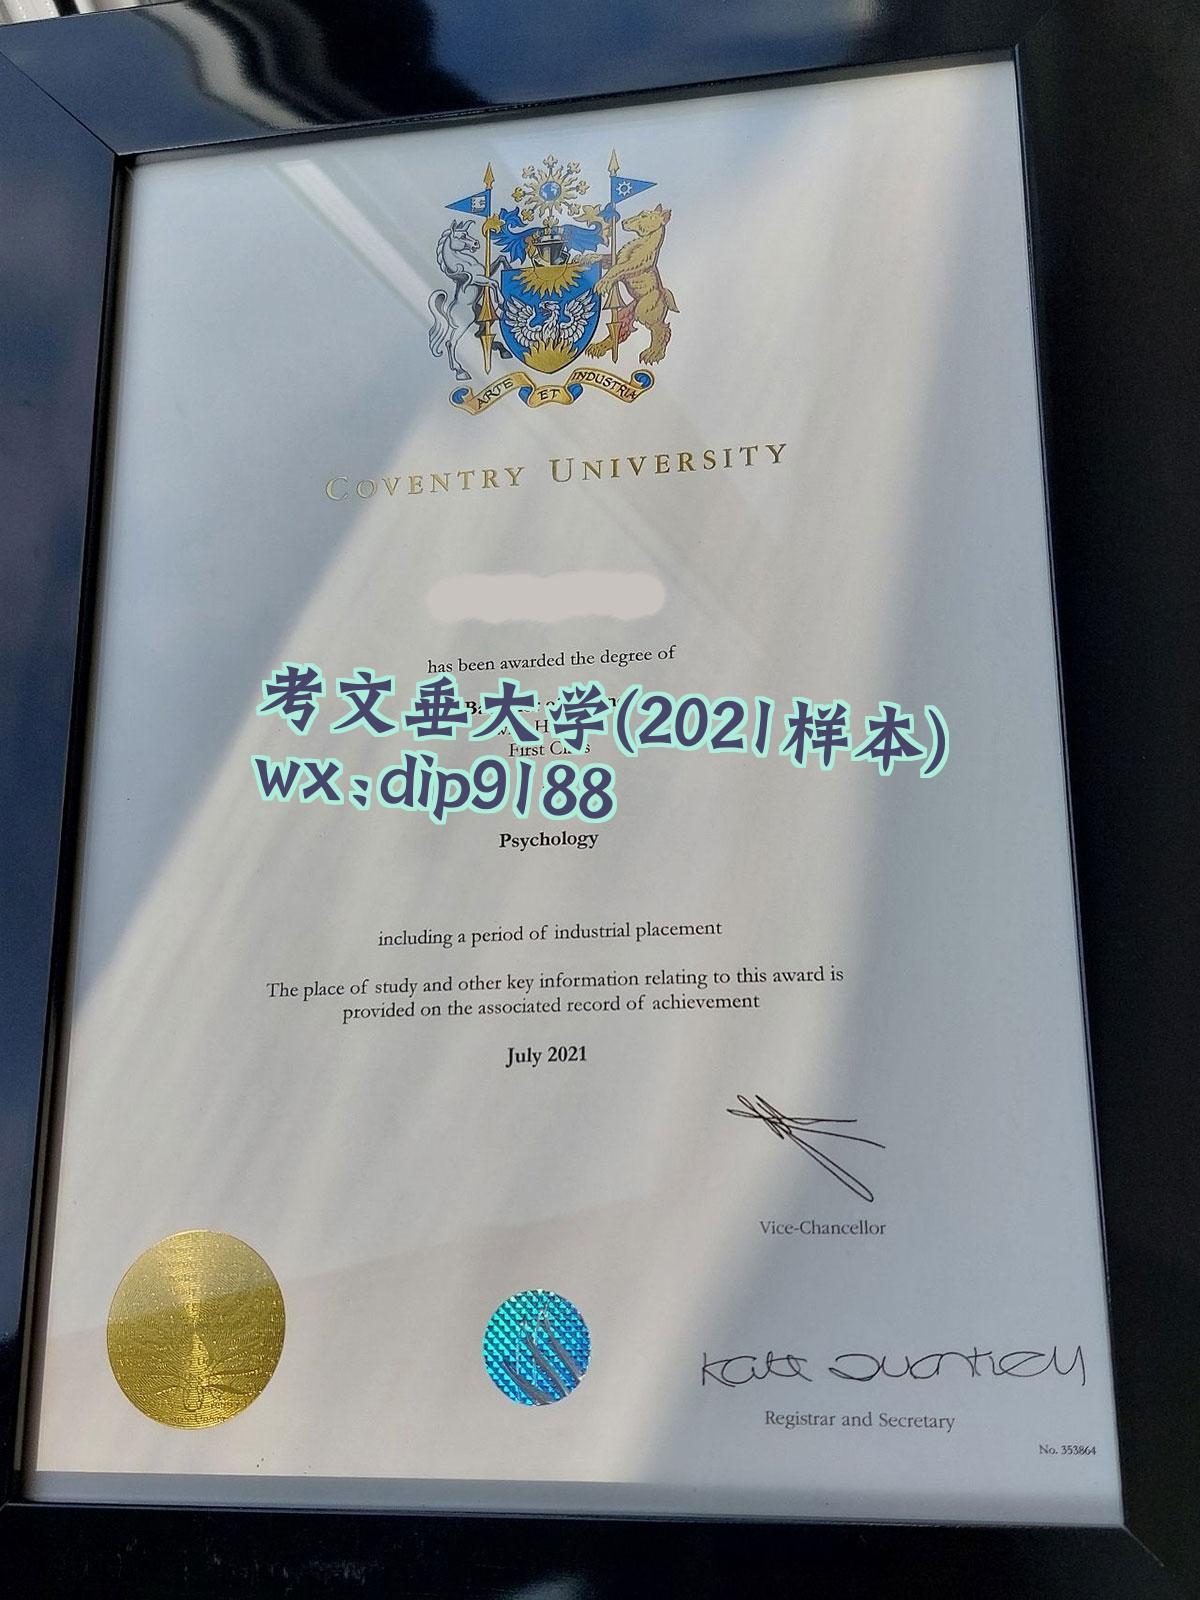 ARTE ET INDUSTRIA
COVENTRY UNIVERSITY
has been awarded the degree of
考文垂大学(2021样本)
First
wx:dip9188
Psychology
including a period of industrial placement
The place of study and other key information relating to this award is
provided on the associated record of achievement
July 2021
Vice-Chancellor
Registrar and Secretary
No. 353864